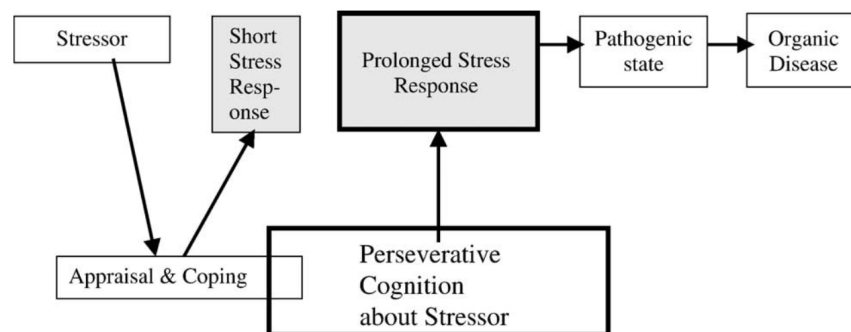 Stressor
Short
Stress
Resp-
onse
Prolonged Stress
Response
Pathogenic
state
Organic
Disease
Appraisal & Coping
Perseverative
Cognition
about Stressor